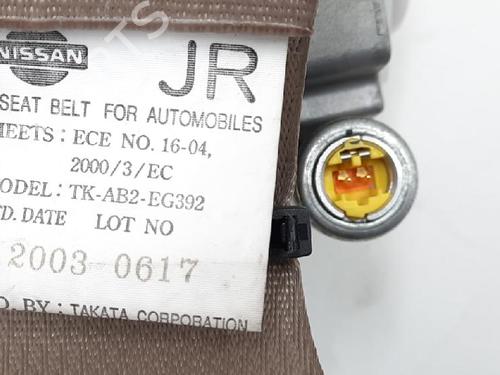 NISSAN
JR
SEAT BELT FOR AUTOMOBILES
MEETS: ECE NO. 16-04,
2000/3/EC
MODEL: TK-AB2-EG392
D. DATE LOT NO
2003 0617
D. BY: TAKATA CORPORATION